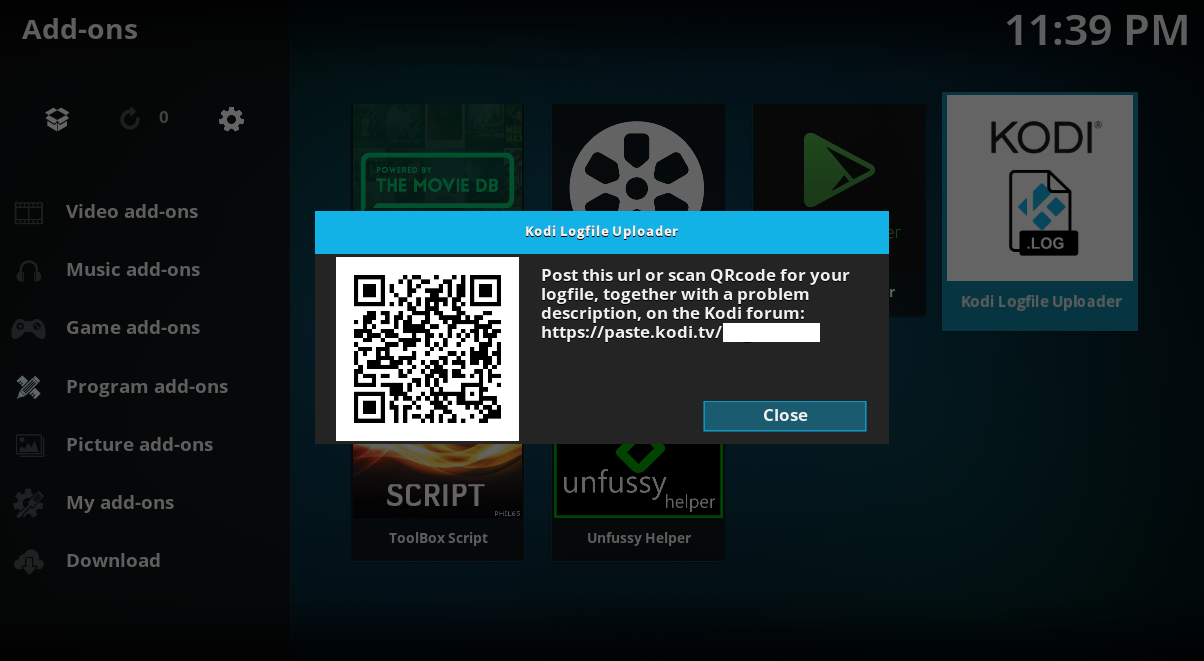 Add-ons
11:39 PM
0
Video add-ons
Music add-ons
Game add-ons
Program add-ons
Picture add-ons
My add-ons
Download
POWERED BY
THE MOVIE DB
KODI®
.LOG
Kodi Logfile Uploader
Kodi Logfile Uploader
Post this url or scan QRcode for your
logfile, together with a problem
description, on the Kodi forum:
https://paste.kodi.tv/
Close
SCRIPT
PHIL65
ToolBox Script
unfussy
helper
Unfussy Helper